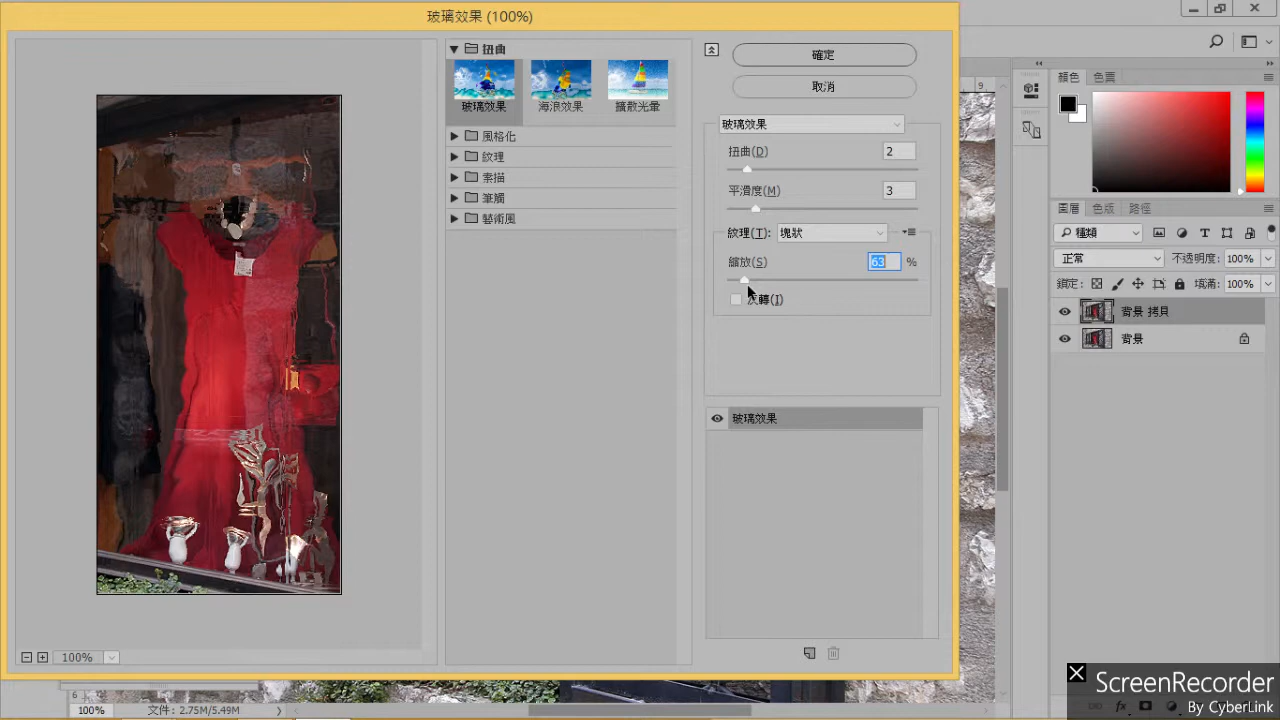 玻璃效果 (100%)
扭曲
玻璃效果
海浪效果
擴散光暈
風格化
紋理
素描
筆觸
藝術風
100%
確定
取消
玻璃效果
扭曲(D)
2
平滑度(M)
3
紋理(T):
塊狀
縮放(S)
63
%
反轉(I)
玻璃效果
9
顏色
色票
圖層
色版
路徑
種類
正常
不透明度:
100%
鎖定:
填滿:
100%
背景 拷貝
背景
6
100%
文件: 2.75M/5.49M
fx
ScreenRecorder
By CyberLink